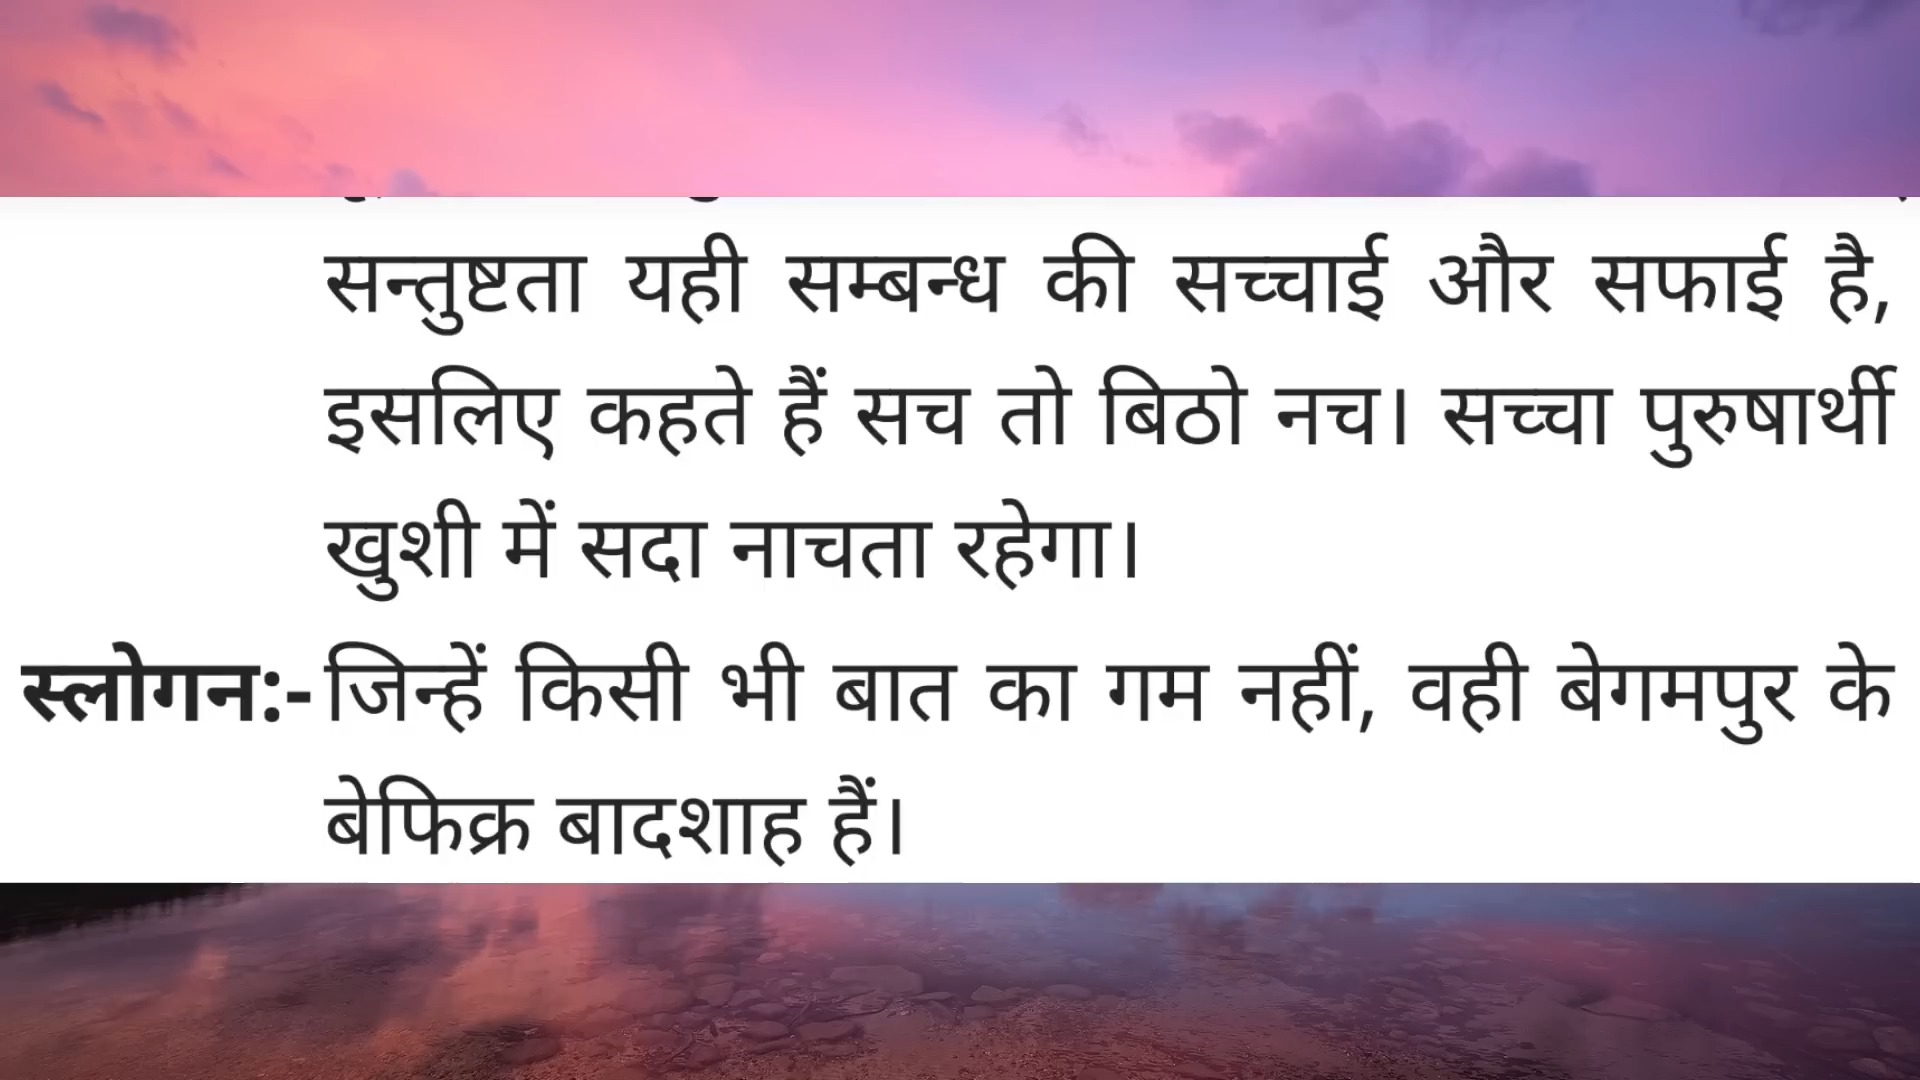 सन्तुष्टता यही सम्बन्ध की सच्चाई और सफाई है,
इसलिए कहते हैं सच तो बिठो नच। सच्चा पुरुषार्थी
खुशी में सदा नाचता रहेगा।
स्लोगन:- जिन्हें किसी भी बात का गम नहीं, वही बेगमपुर के
बेफिक्र बादशाह हैं।